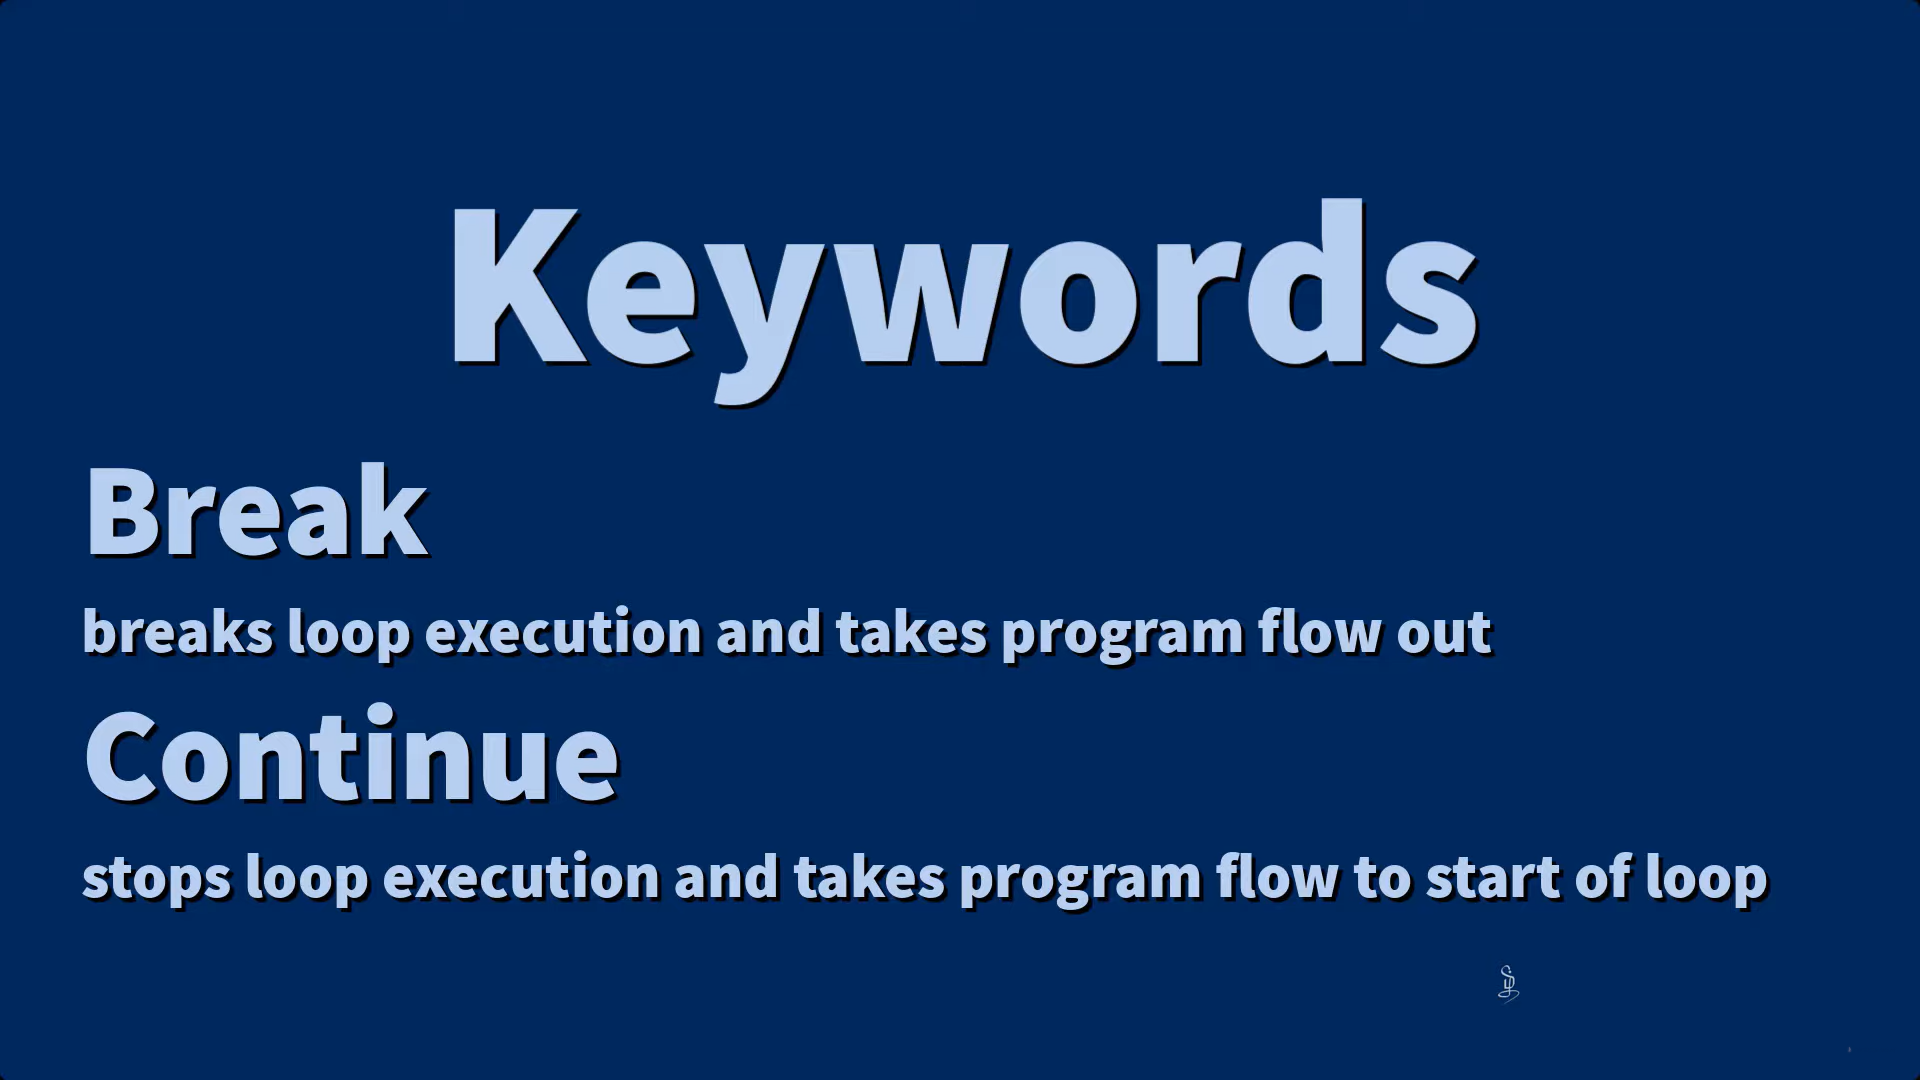 Keywords
Break
breaks loop execution and takes program flow out
Continue
stops loop execution and takes program flow to start of loop